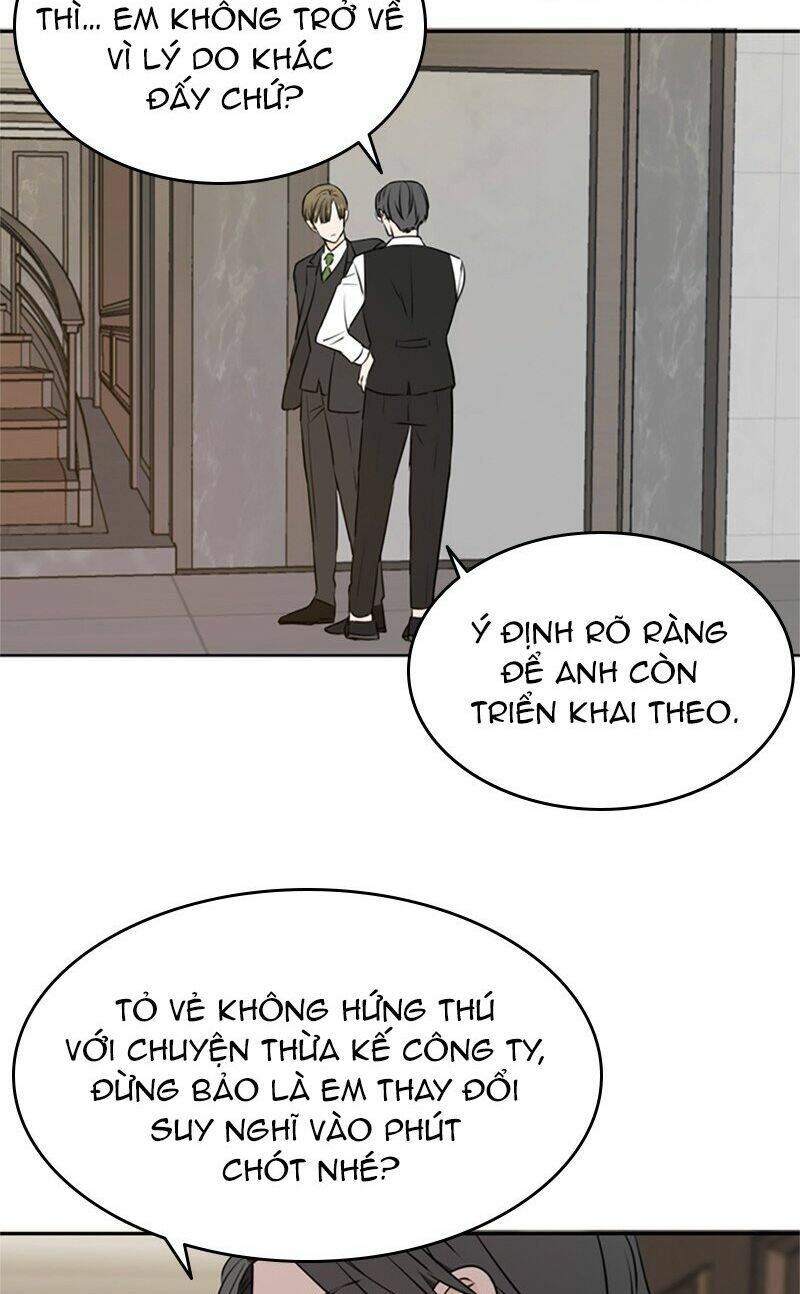 THÌ... EM KHÔNG TRỞ VỀ
VÌ LÝ DO KHÁC
ĐẤY CHỨ?
Ý ĐỊNH RÕ RÀNG
ĐỂ ANH CÒN
TRIỂN KHAI THEO.
TỎ VẺ KHÔNG HỨNG THÚ
VỚI CHUYỆN THỪA KẾ CÔNG TY,
ĐỪNG BẢO LÀ EM THAY ĐỔI
SUY NGHĨ VÀO PHÚT
CHÓT NHÉ?